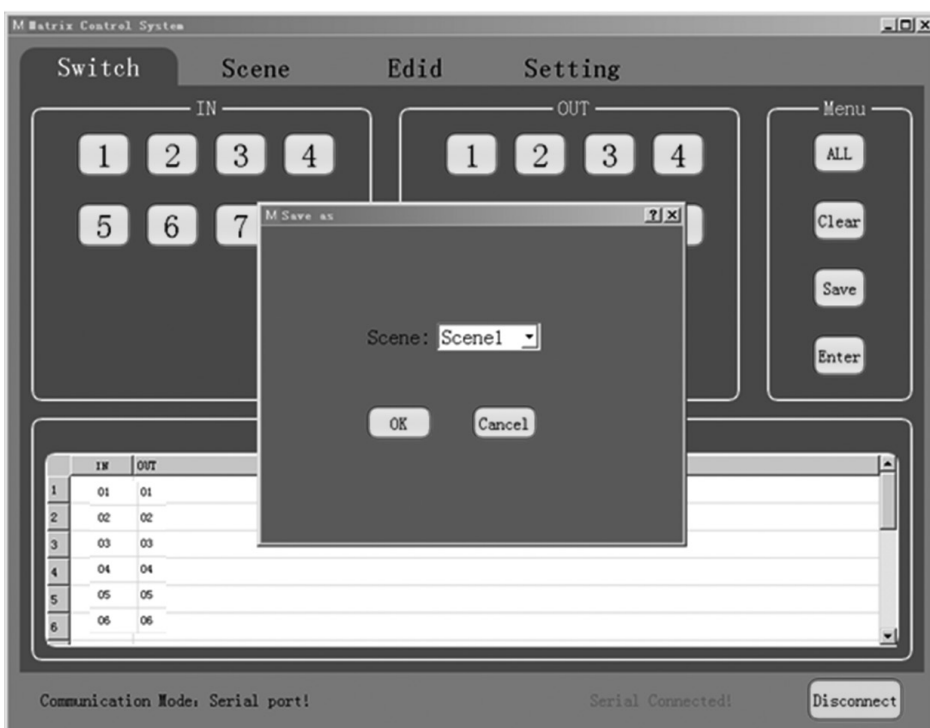 M Matrix Control System
Switch Scene Edid Setting
IN OUT Menu
1 2 3 4 1 2 3 4 ALL
5 6 7 Clear
M Save as
Save
Scene: Scene1
Enter
OK Cancel
IN OUT
1 01 01
2 02 02
3 03 03
4 04 04
5 05 05
6 06 06
Communication Mode: Serial port! Serial Connected! Disconnect